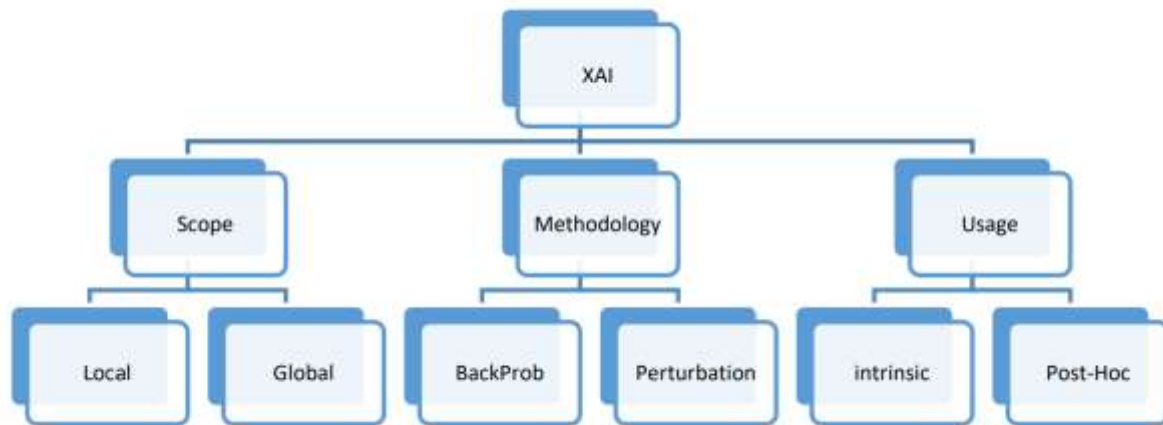 XAI
Scope
Methodology
Usage
Local
Global
BackProb
Perturbation
intrinsic
Post-Hoc